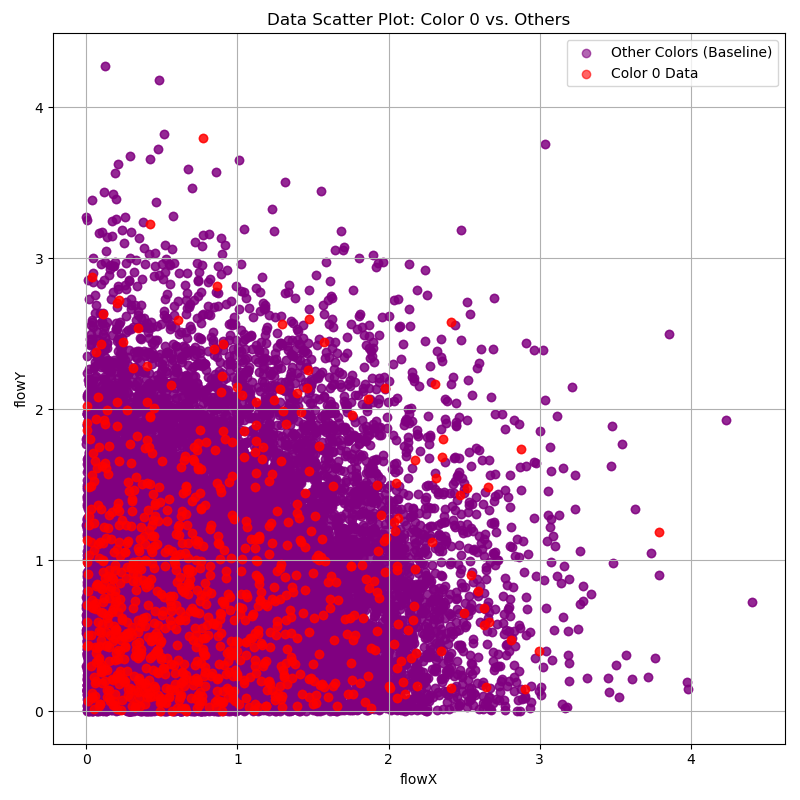 Data Scatter Plot: Color 0 vs. Others
Other Colors (Baseline)
Color 0 Data
flowY
4
3
2
1
0
0 1 2 3 4
flowX